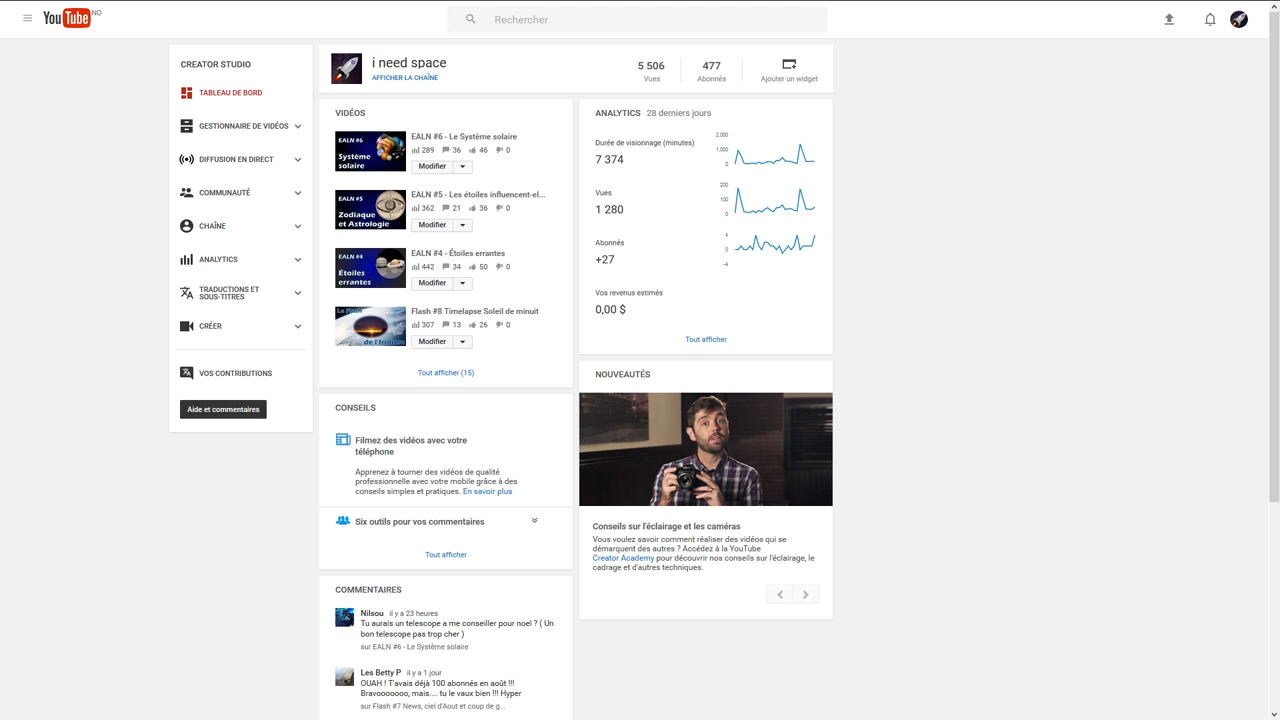 YouTube NO
Rechercher
CREATOR STUDIO
TABLEAU DE BORD
GESTIONNAIRE DE VIDÉOS
DIFFUSION EN DIRECT
COMMUNAUTÉ
CHAÎNE
ANALYTICS
TRADUCTIONS ET
SOUS-TITRES
CRÉER
VOS CONTRIBUTIONS
Aide et commentaires
i need space
AFFICHER LA CHAÎNE
5 506
Vues
477
Abonnés
Ajouter un widget
VIDÉOS
EALN #6
Système
solaire
EALN #6 - Le Système solaire
289 36 46 0
Modifier
EALN #5
Zodiaque
et Astrologie
EALN #5 - Les étoiles influencent-el...
362 21 36 0
Modifier
EALN #4
Étoiles
errantes
EALN #4 - Étoiles errantes
442 34 50 0
Modifier
de l'Iris
Flash #8 Timelapse Soleil de minuit
307 13 26 0
Modifier
Tout afficher (15)
CONSEILS
Filmez des vidéos avec votre
téléphone
Apprenez à tourner des vidéos de qualité
professionnelle avec votre mobile grâce à des
conseils simples et pratiques. En savoir plus
Six outils pour vos commentaires
Tout afficher
COMMENTAIRES
Nilsou il y a 23 heures
Tu aurais un telescope a me conseiller pour noel ? ( Un
bon telescope pas trop cher )
sur EALN #6 - Le Système solaire
Les Betty P il y a 1 jour
OUAH ! T'avais déjà 100 abonnés en août !!!
Bravooooooo, mais.... tu le vaux bien !!! Hyper
sur Flash #7 News, ciel d'Aout et coup de g...
ANALYTICS 28 derniers jours
Durée de visionnage (minutes)
7 374
2,000
1,000
0
Vues
1 280
200
100
0
Abonnés
+27
4
0
-4
Vos revenus estimés
0,00 $
Tout afficher
NOUVEAUTÉS
Conseils sur l'éclairage et les caméras
Vous voulez savoir comment réaliser des vidéos qui se
démarquent des autres ? Accédez à la YouTube
Creator Academy pour découvrir nos conseils sur l'éclairage, le
cadrage et d'autres techniques.